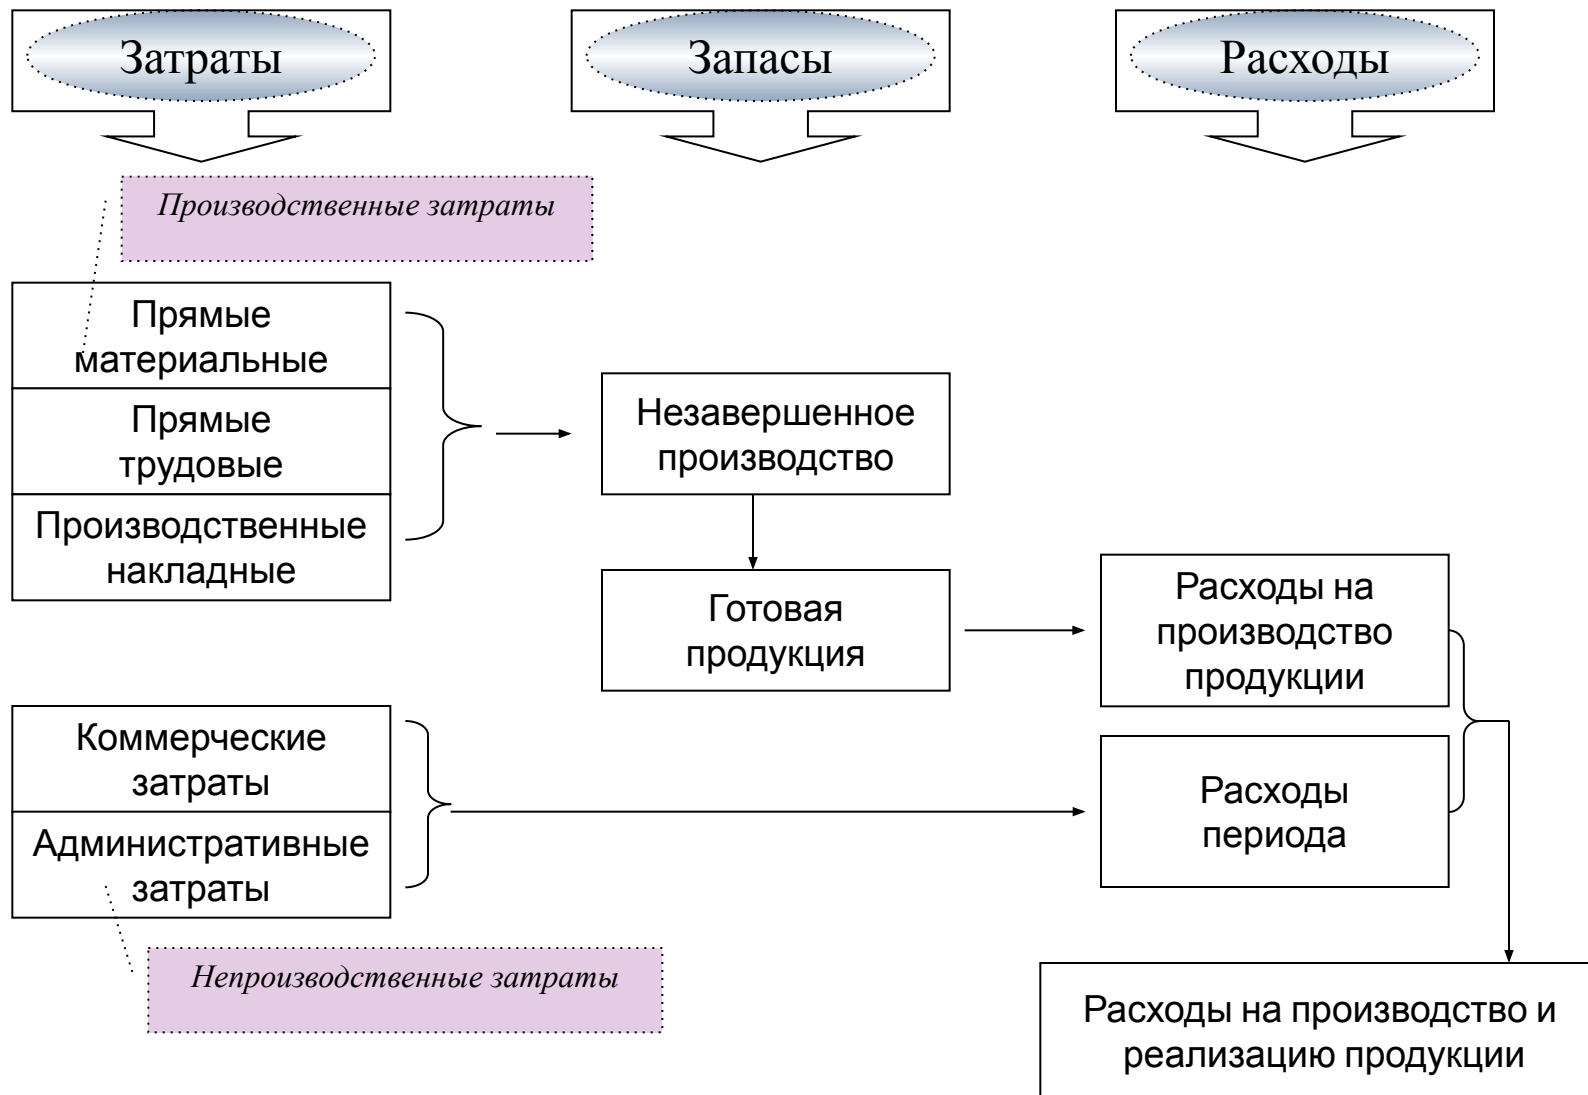 Затраты
Запасы
Расходы
Производственные затраты
Прямые
материальные
Прямые
трудовые
Производственные
накладные
Незавершенное
производство
Готовая
продукция
Расходы на
производство
продукции
Коммерческие
затраты
Административные
затраты
Расходы
периода
Непроизводственные затраты
Расходы на производство и
реализацию продукции